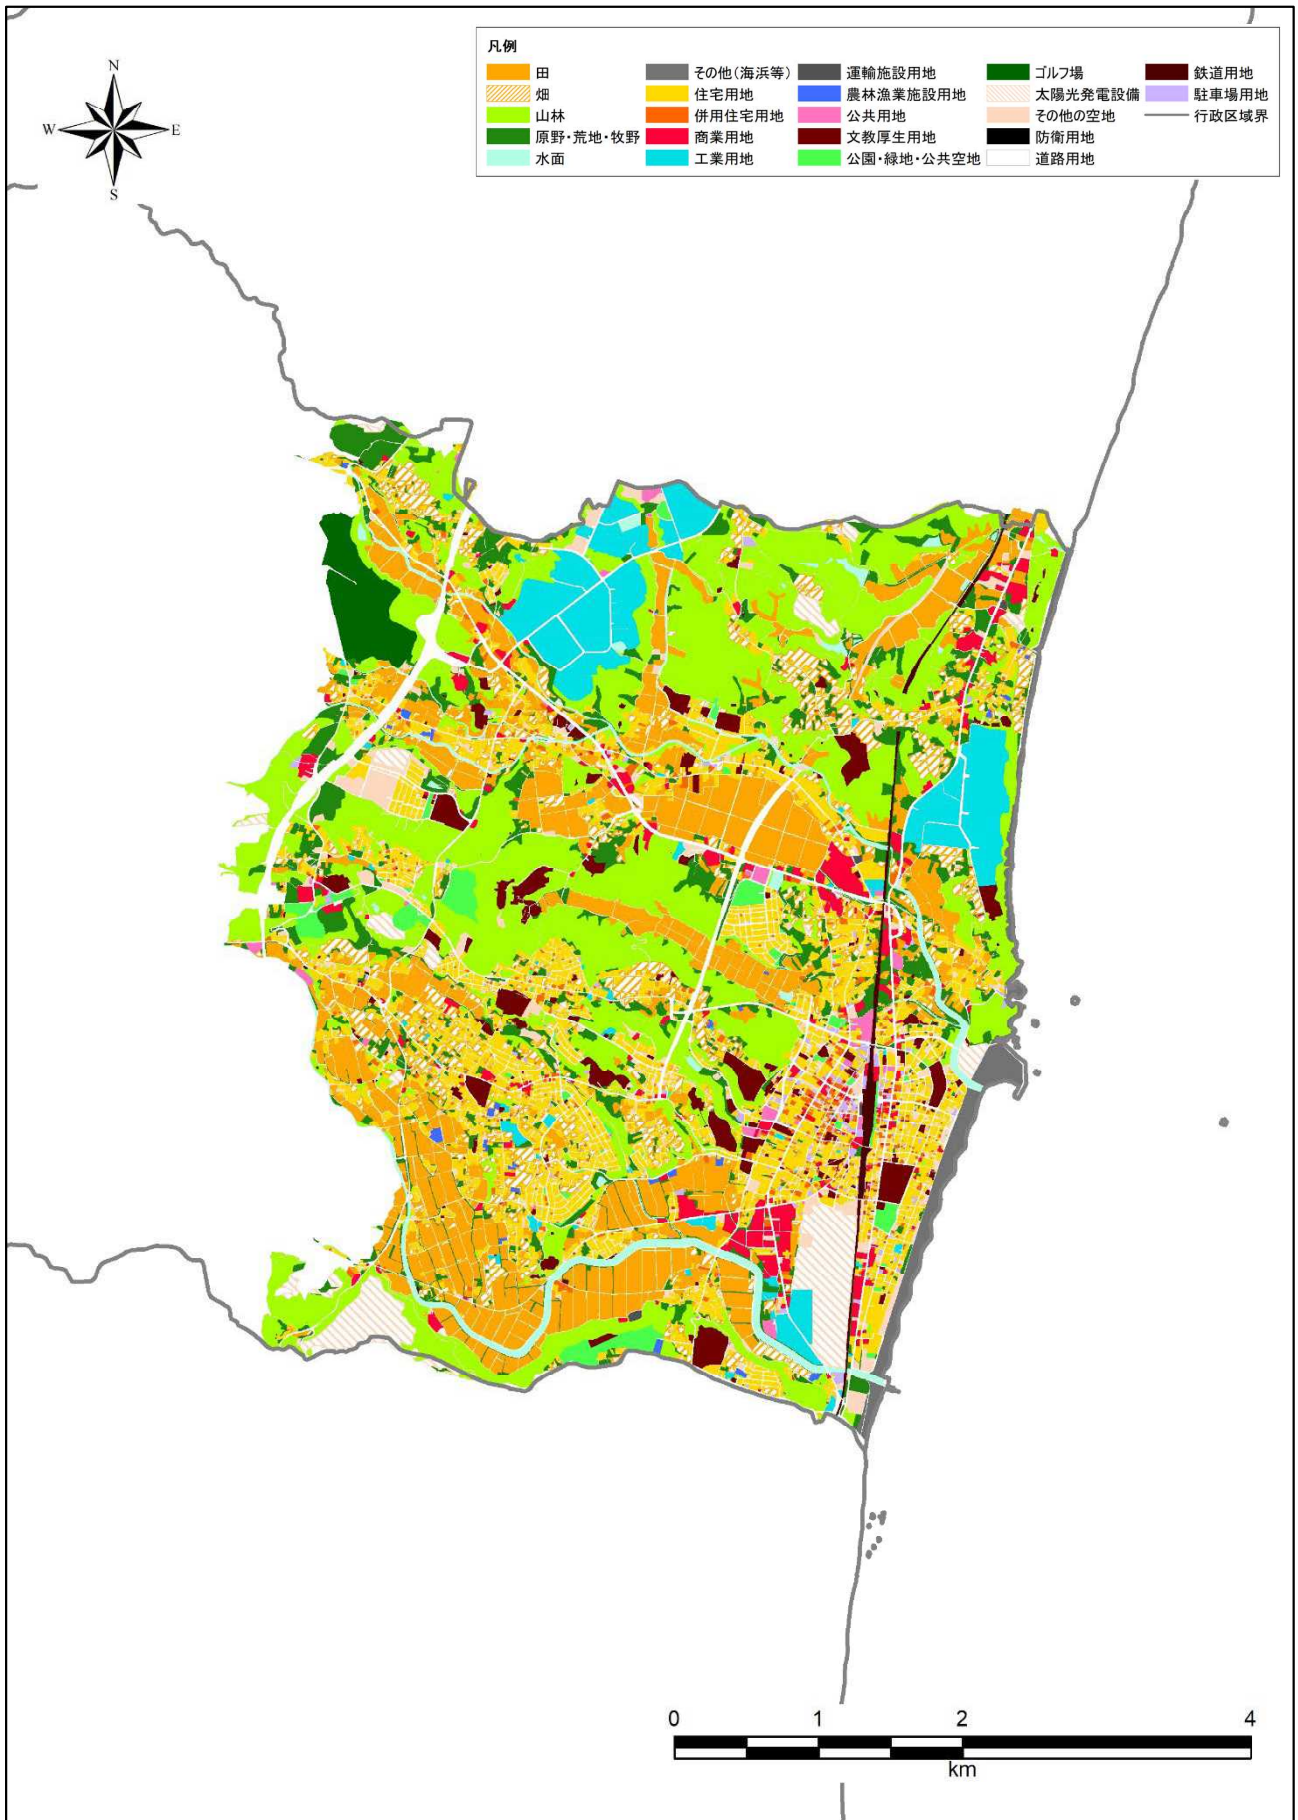 N
W E
S
凡例
田 その他(海浜等) 運輸施設用地 ゴルフ場 鉄道用地
畑 住宅用地 農林漁業施設用地 太陽光発電設備 駐車場用地
山林 併用住宅用地 公共用地 その他の空地 行政区域界
原野・荒地・牧野 商業用地 文教厚生用地 防衛用地
水面 工業用地 公園・緑地・公共空地 道路用地
0 1 2 4
km